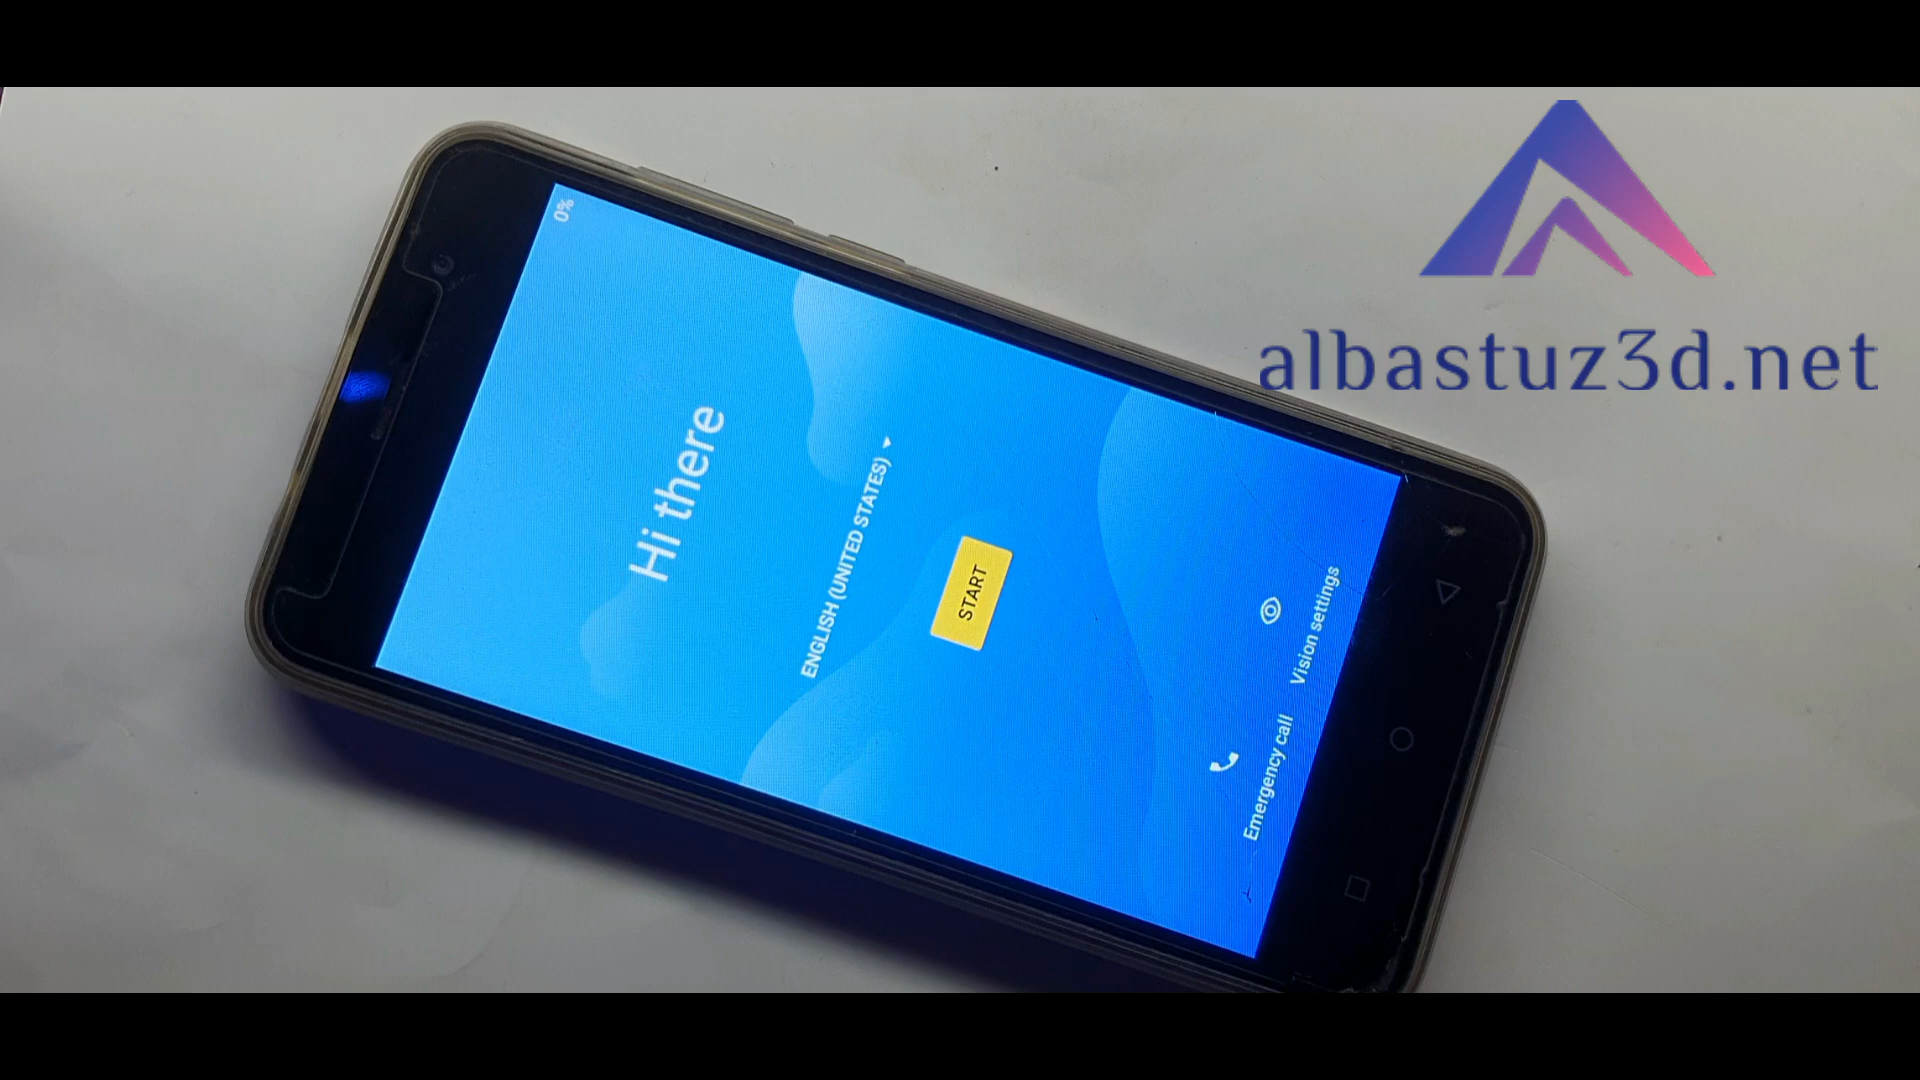 albastuz3d.net
0%
Hi there
ENGLISH (UNITED STATES)
START
Emergency call
Vision settings